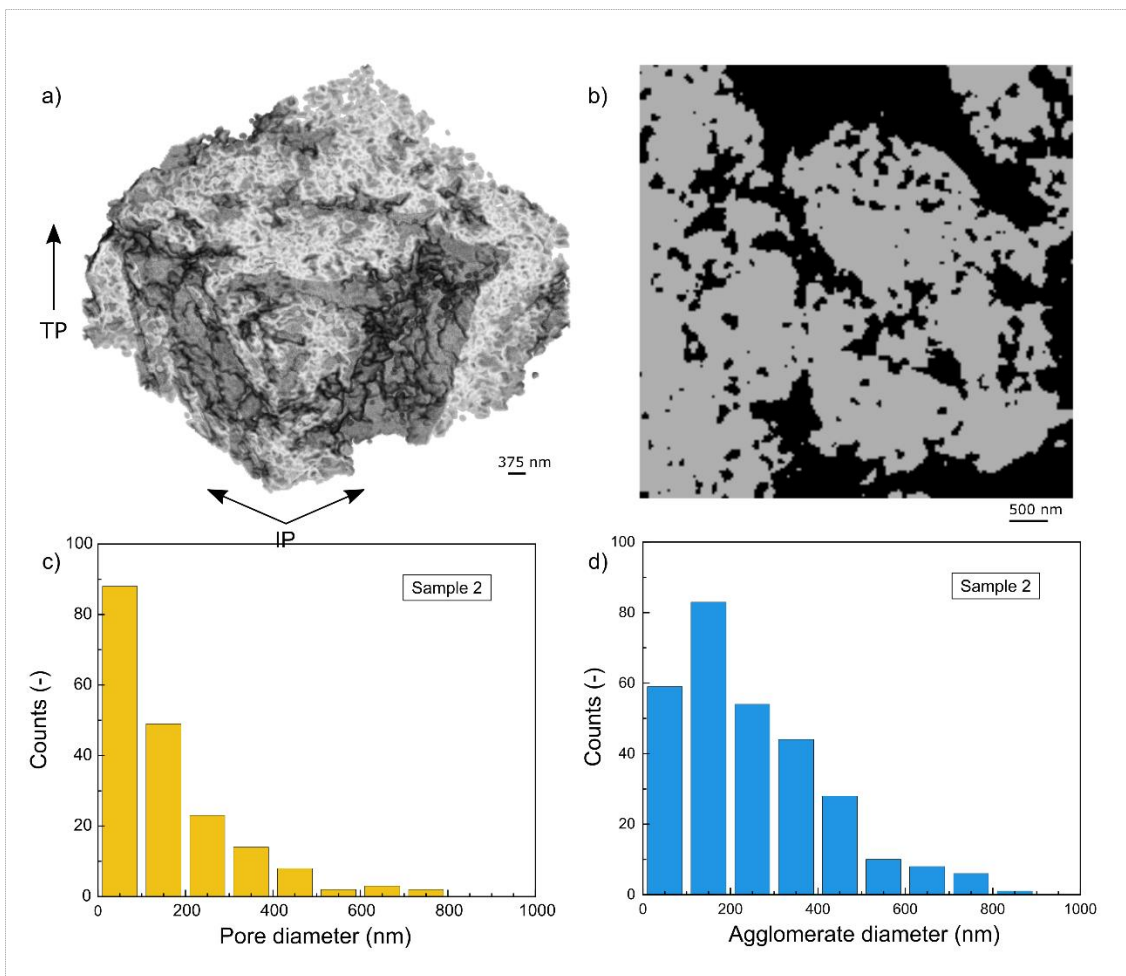 a)
b)
TP
375 nm
500 nm
IP
c)
Sample 2
100
80
60
40
20
0
Counts (-)
0 200 400 600 800 1000
Pore diameter (nm)
d)
Sample 2
100
80
60
40
20
0
Counts (-)
0 200 400 600 800 1000
Agglomerate diameter (nm)